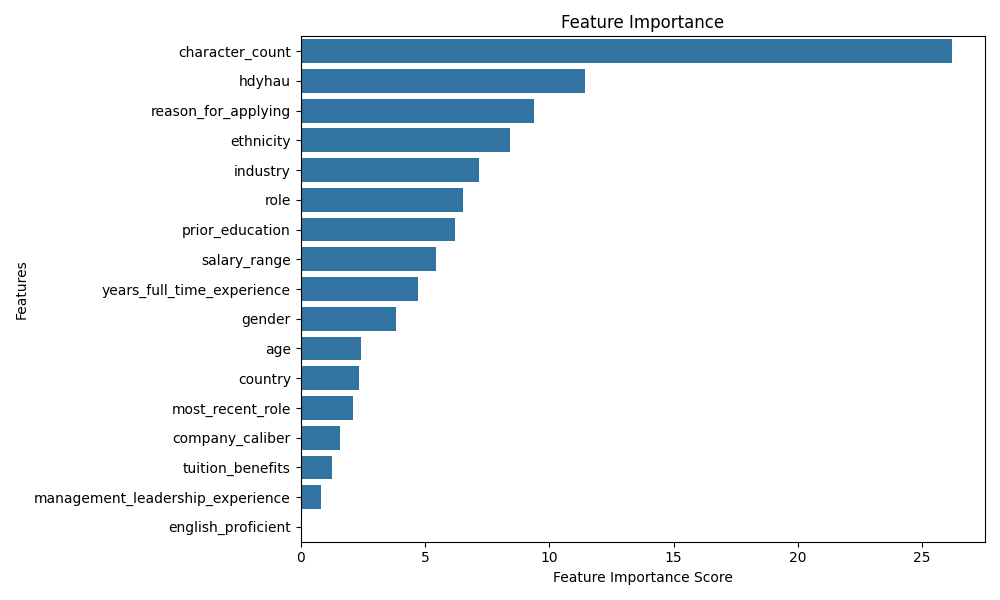 Feature Importance
character_count
hdyhau
reason_for_applying
ethnicity
industry
role
prior_education
salary_range
years_full_time_experience
gender
age
country
most_recent_role
company_caliber
tuition_benefits
management_leadership_experience
english_proficient
Features
0 5 10 15 20 25
Feature Importance Score